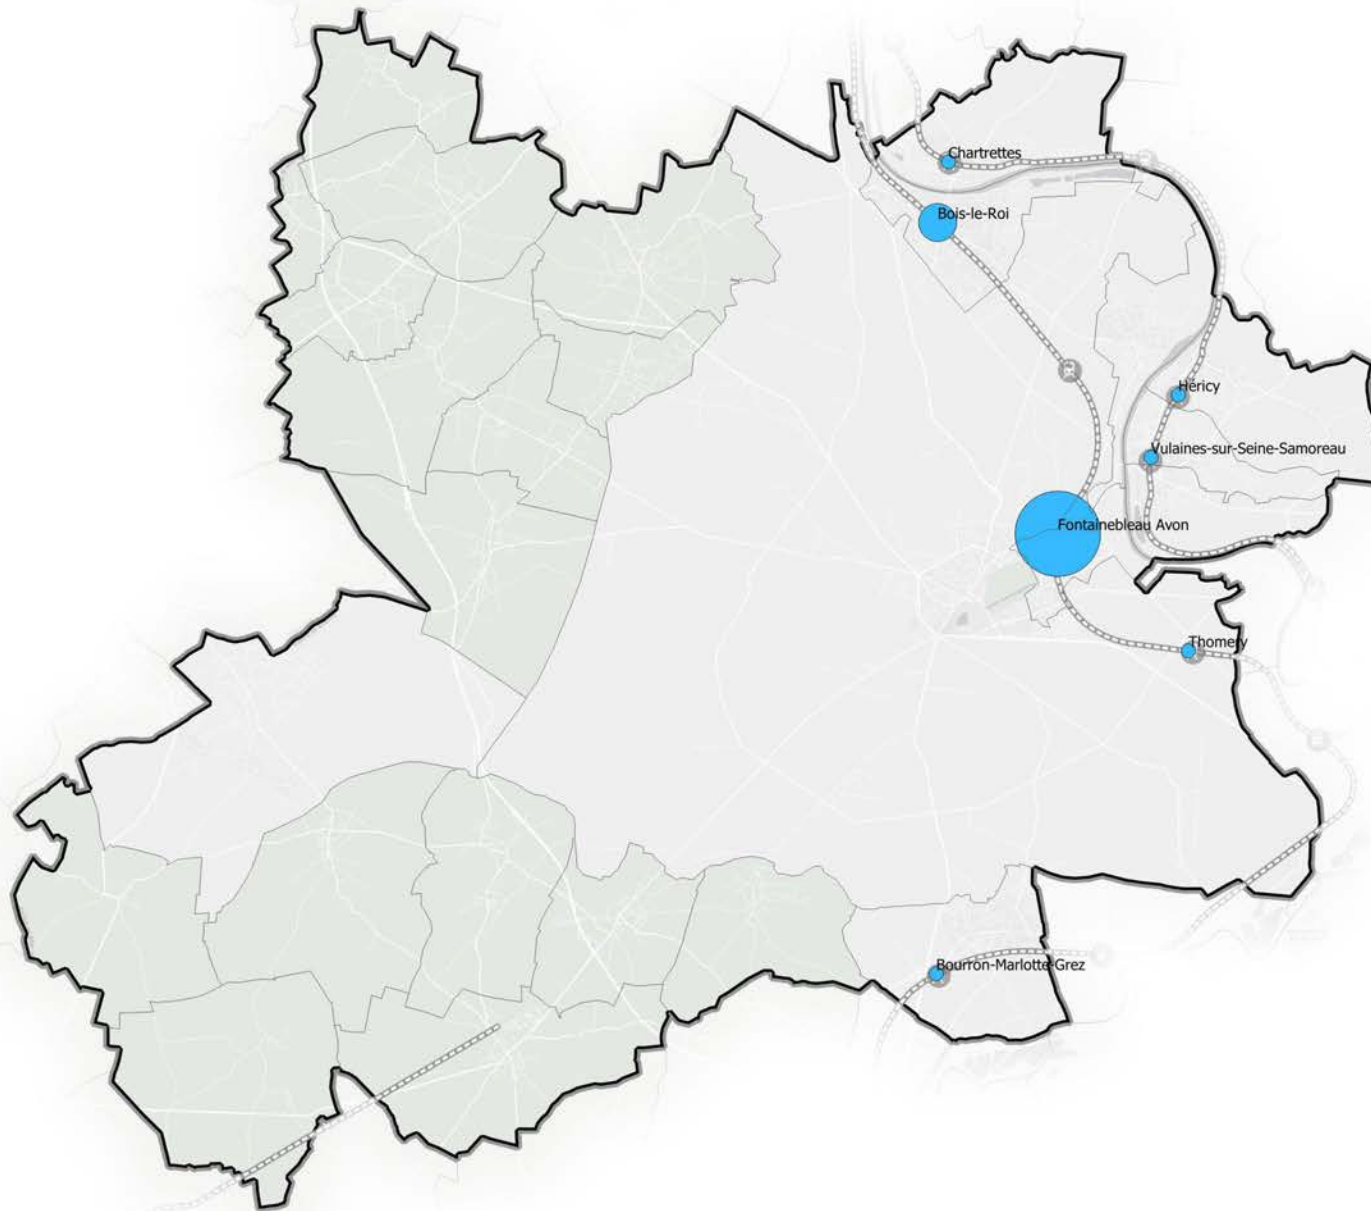 Chartrettes
Bois-le-Roi
Héricy
Vulaines-sur-Seine-Samoreau
Fontainebleau Avon
Thomery
Bourron-Marlotte-Grez